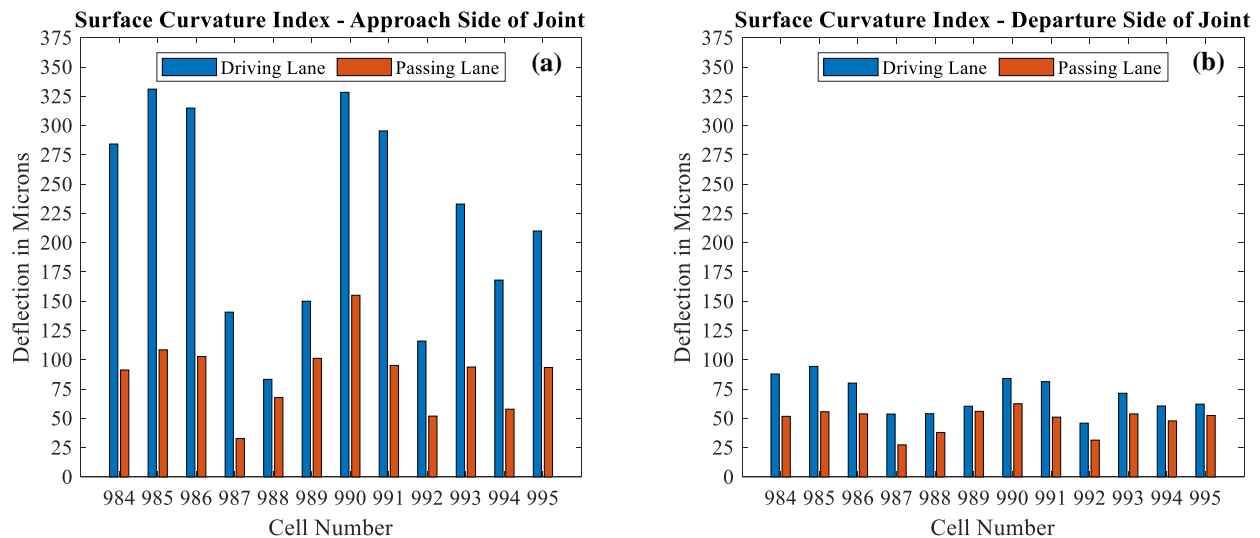 Surface Curvature Index - Approach Side of Joint
(a)
Driving Lane Passing Lane
Deflection in Microns
375
350
325
300
275
250
225
200
175
150
125
100
75
50
25
0
984 985 986 987 988 989 990 991 992 993 994 995
Cell Number
Surface Curvature Index - Departure Side of Joint
(b)
Driving Lane Passing Lane
Deflection in Microns
375
350
325
300
275
250
225
200
175
150
125
100
75
50
25
0
984 985 986 987 988 989 990 991 992 993 994 995
Cell Number